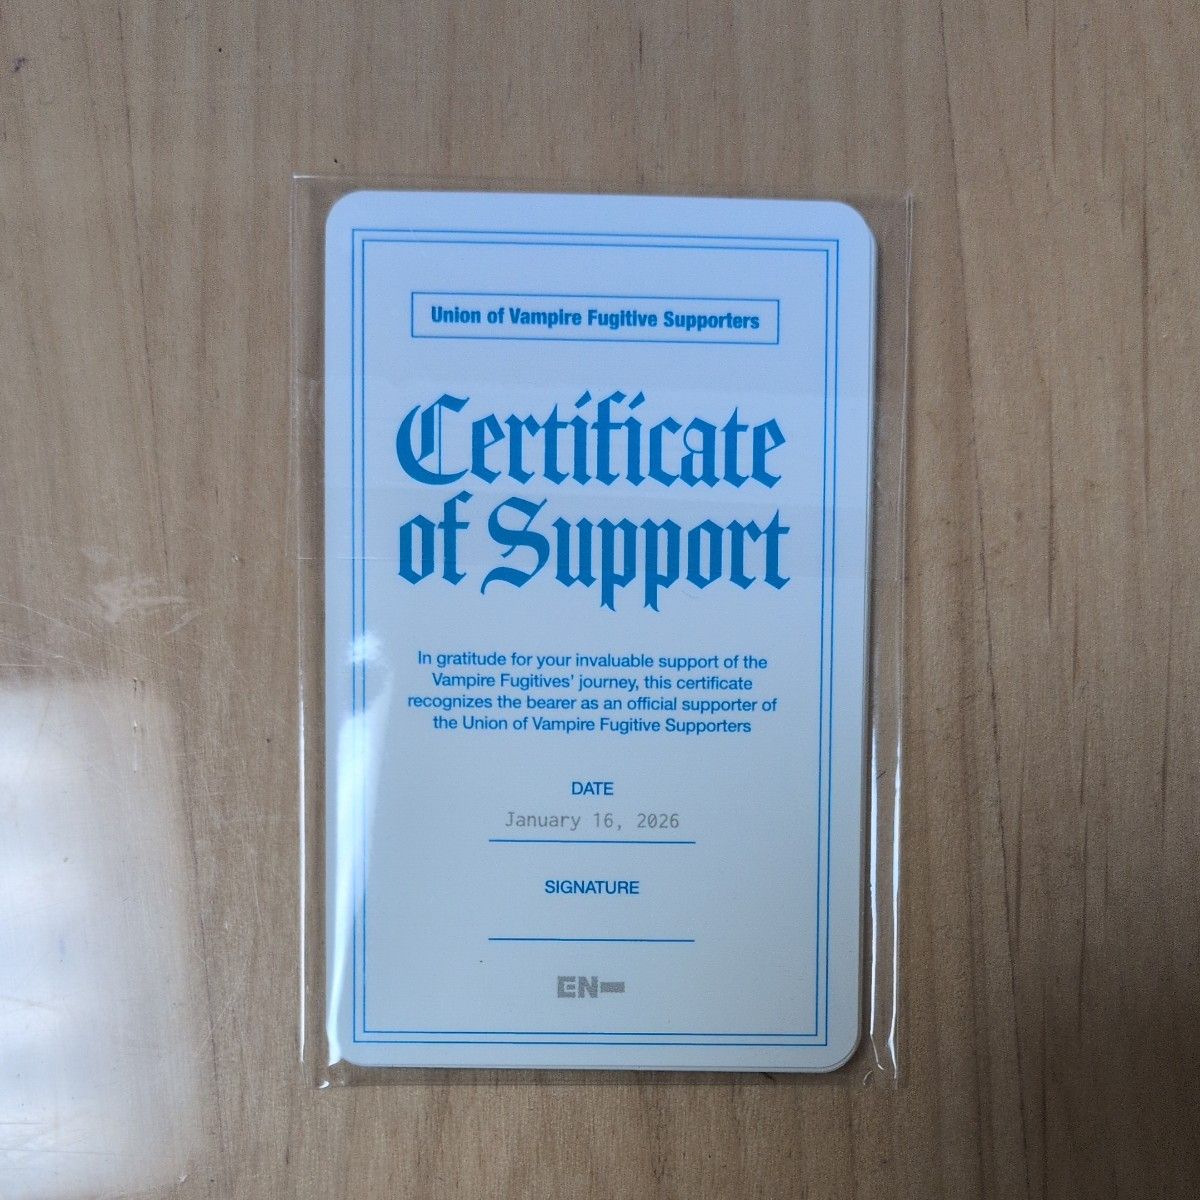 Union of Vampire Fugitive Supporters
Certificate
of Support
In gratitude for your invaluable support of the
Vampire Fugitives' journey, this certificate
recognizes the bearer as an official supporter of
the Union of Vampire Fugitive Supporters
DATE
January 16, 2026
SIGNATURE
EN-